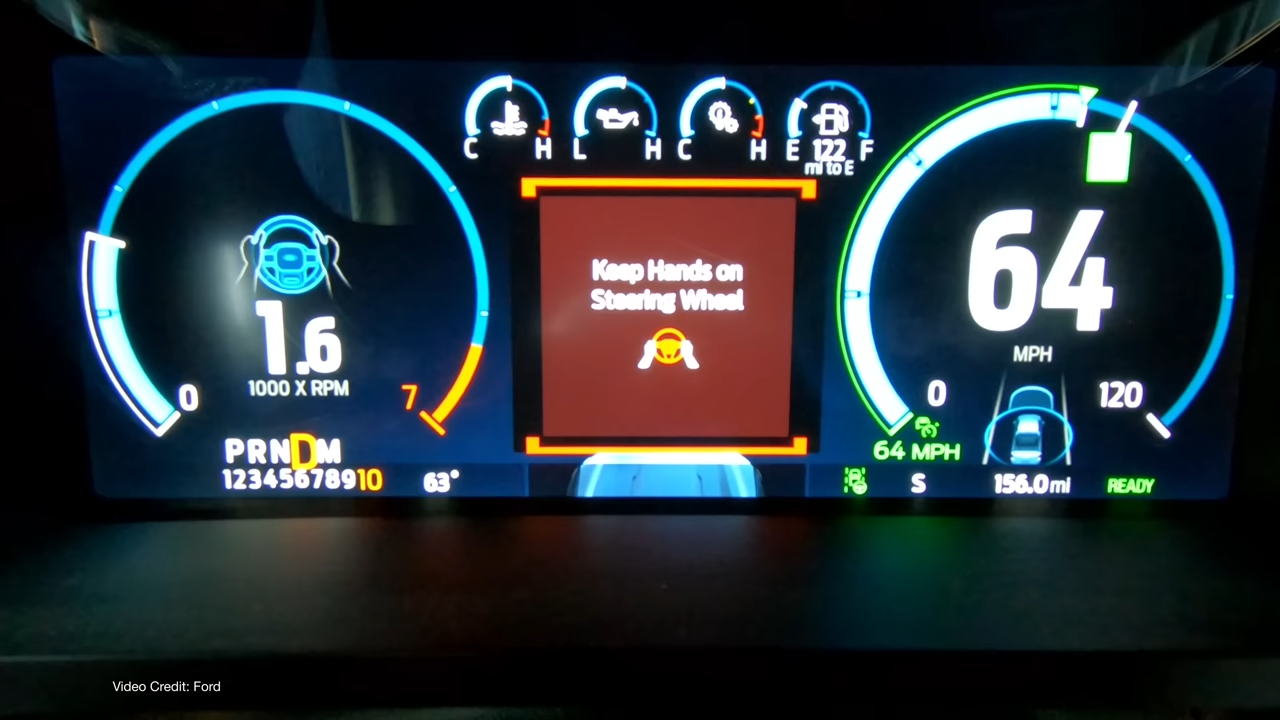 C H L H C H E 122 F
mi to E
Keep Hands on
Steering Wheel
1.6
1000 X RPM
0
7
PRNDM
12345678910
63°
64
MPH
0
120
64 MPH
S
156.0 mi
READY
Video Credit: Ford